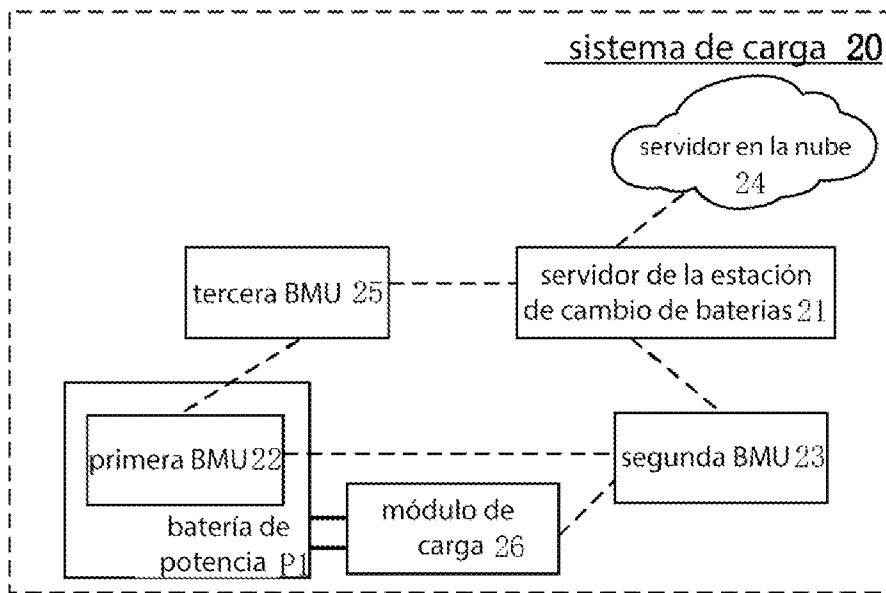 sistema de carga 20
servidor en la nube
24
tercera BMU 25
servidor de la estación
de cambio de baterías 21
primera BMU 22
segunda BMU 23
batería de
potencia P1
módulo de
carga 26